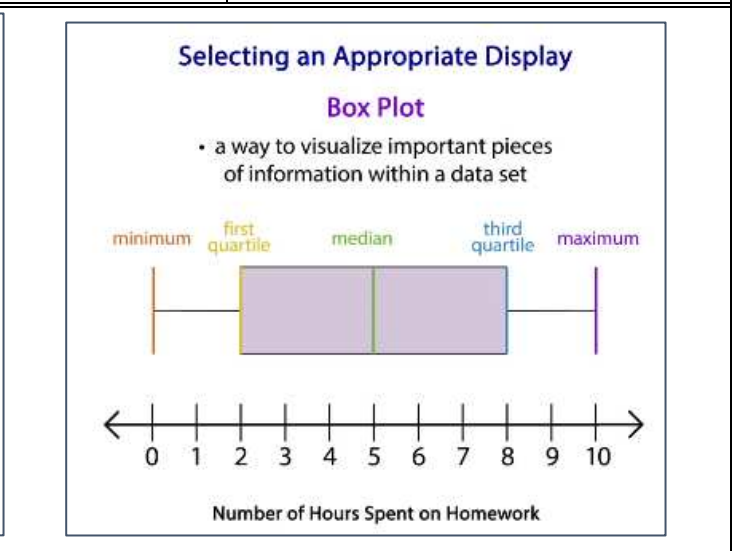 Selecting an Appropriate Display
Box Plot
• a way to visualize important pieces
of information within a data set
minimum
first
quartile
median
third
quartile
maximum
0 1 2 3 4 5 6 7 8 9 10
Number of Hours Spent on Homework